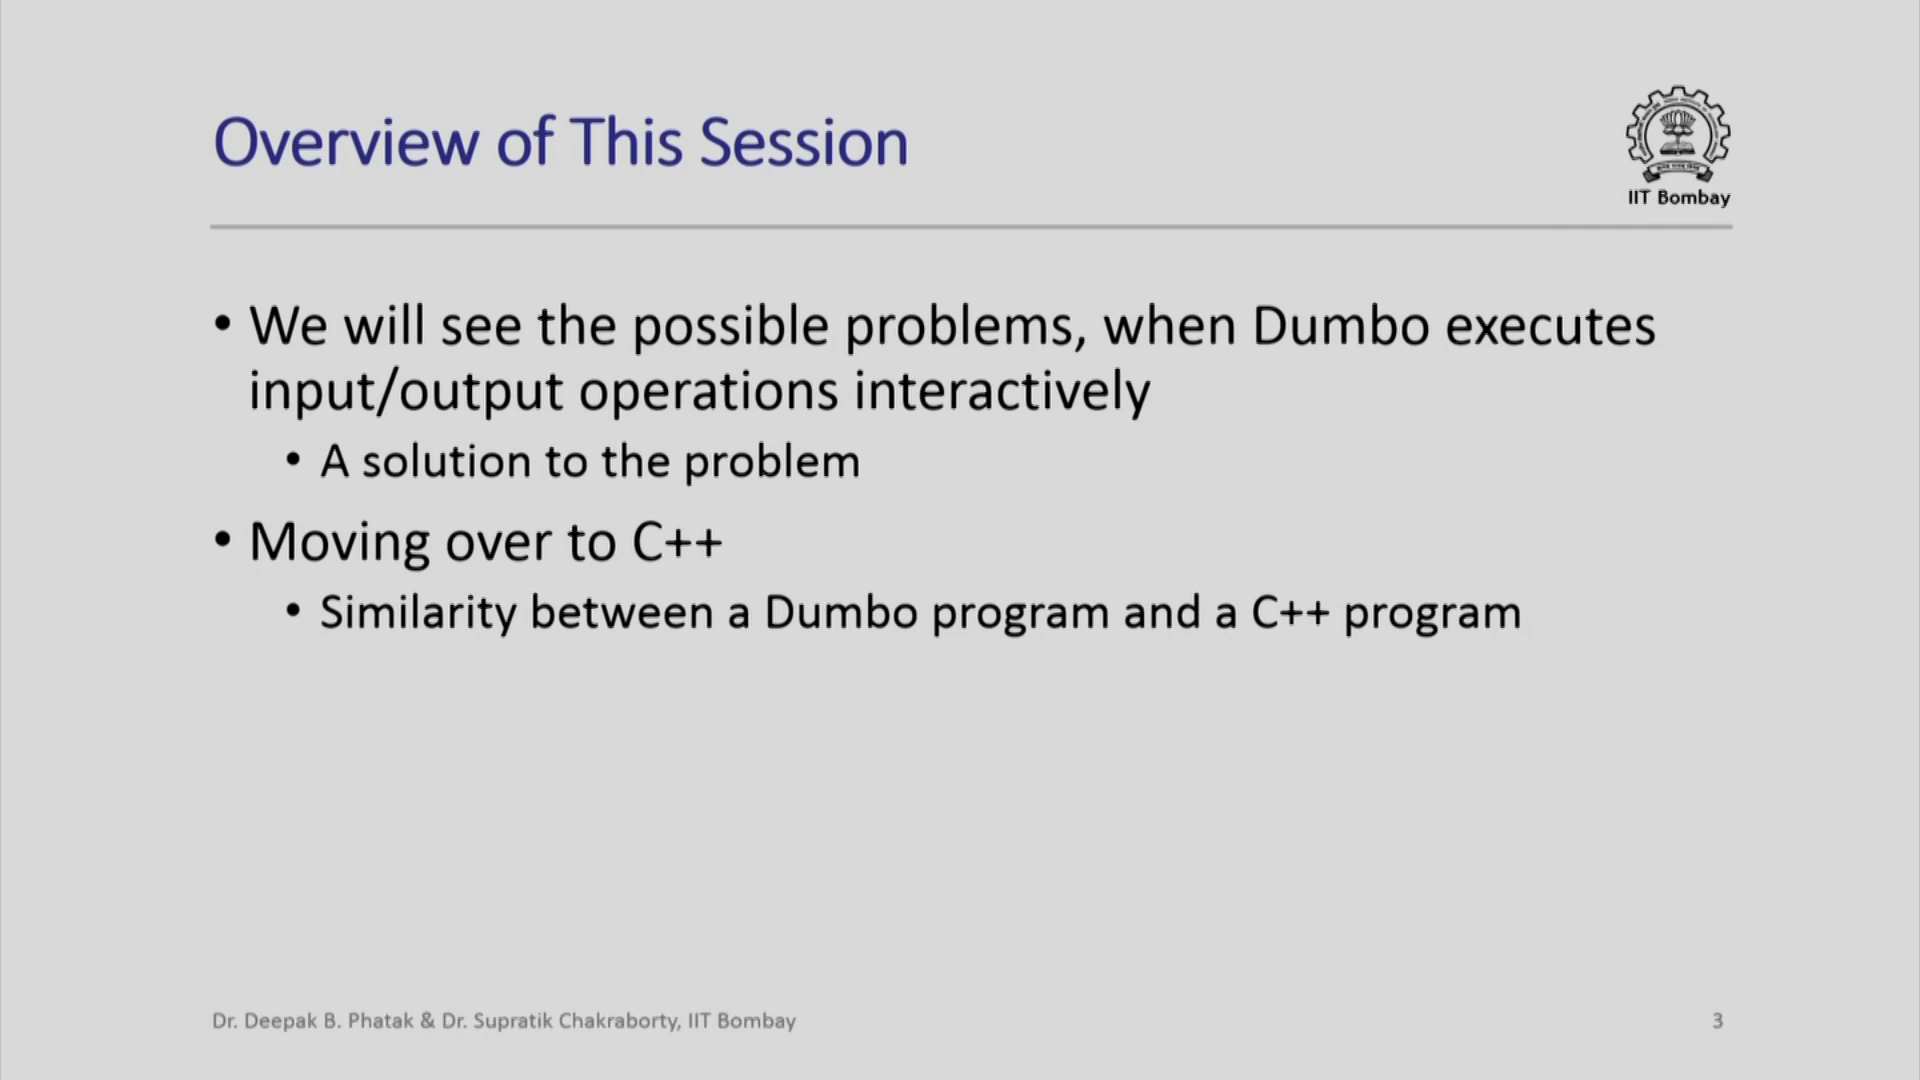 Overview of This Session
IIT Bombay
• We will see the possible problems, when Dumbo executes
input/output operations interactively
• A solution to the problem
• Moving over to C++
• Similarity between a Dumbo program and a C++ program
Dr. Deepak B. Phatak & Dr. Supratik Chakraborty, IIT Bombay
3